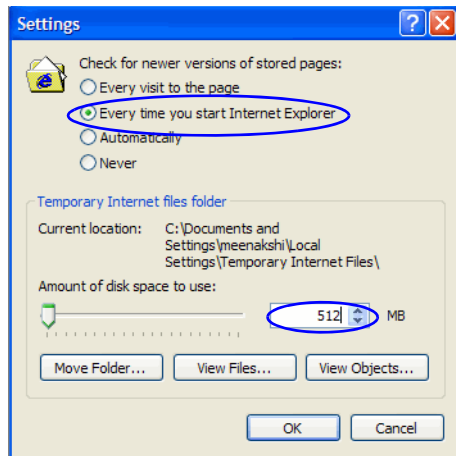 Settings
Check for newer versions of stored pages:
Every visit to the page
Every time you start Internet Explorer
Automatically
Never
Temporary Internet files folder
Current location: C:\Documents and
Settings\meenakshi\Local
Settings\Temporary Internet Files\
Amount of disk space to use:
512 MB
Move Folder... View Files... View Objects...
OK Cancel